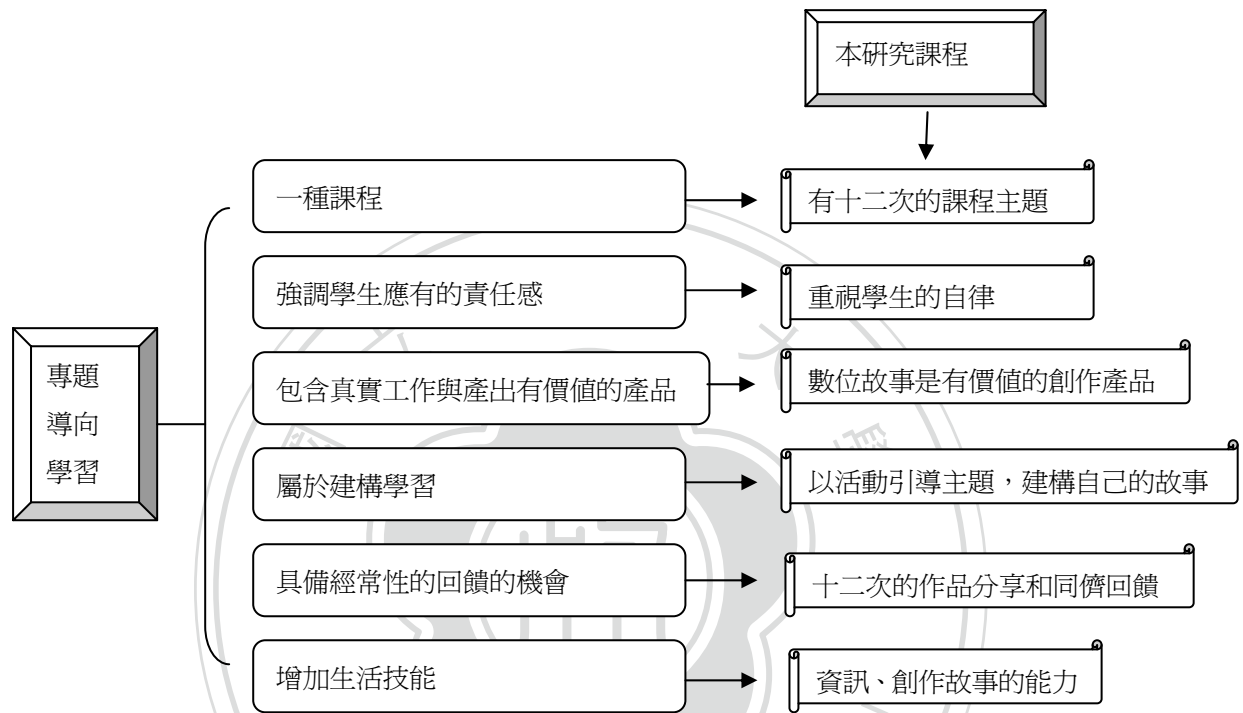 本研究課程
一種課程
有十二次的課程主題
強調學生應有的責任感
重視學生的自律
專題
導向
學習
包含真實工作與產出有價值的產品
數位故事是有價值的創作產品
屬於建構學習
以活動引導主題，建構自己的故事
具備經常性的回饋的機會
十二次的作品分享和同儕回饋
增加生活技能
資訊、創作故事的能力